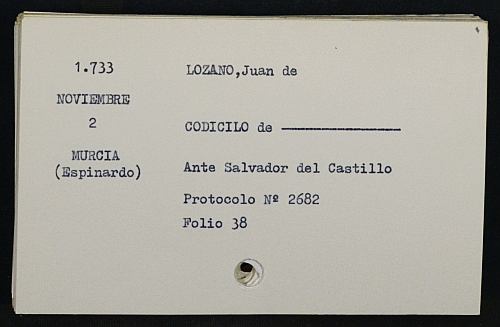 1.733
LOZANO,Juan de
NOVIEMBRE
2
CODICILO de
MURCIA
(Espinardo)
Ante Salvador del Castillo
Protocolo Nº 2682
Folio 38